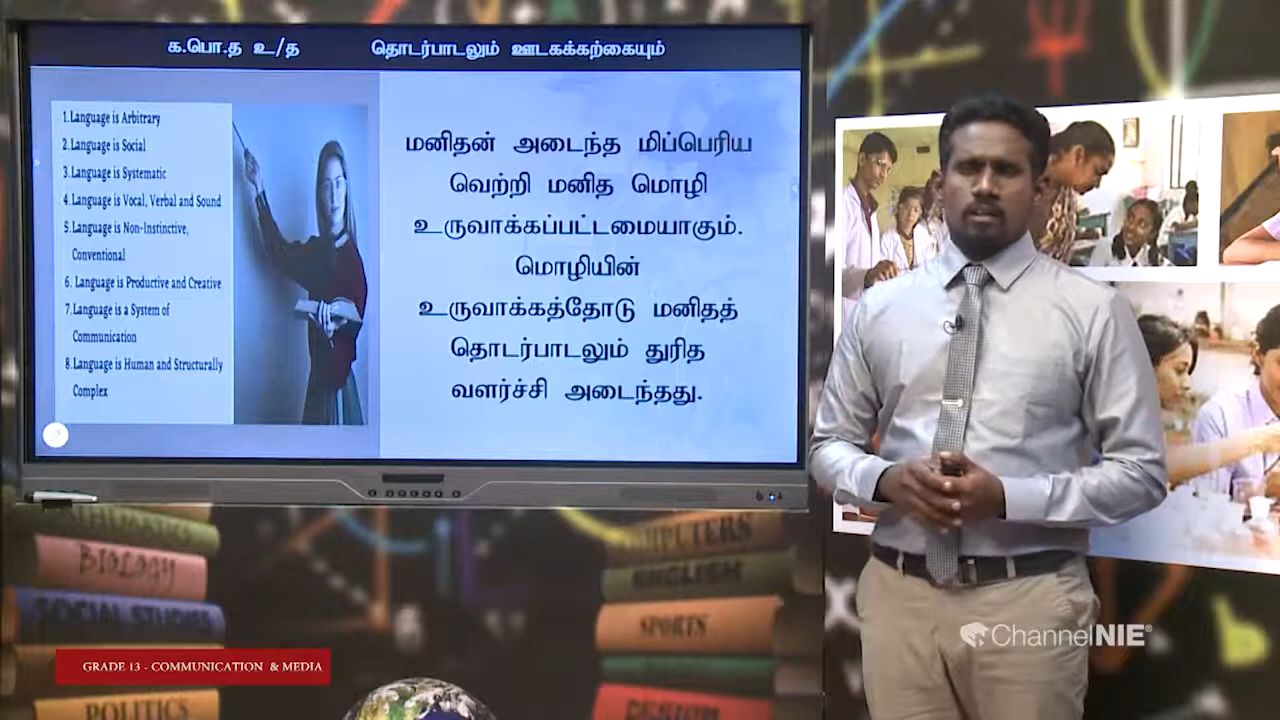 க.பொ.த உ/த தொடர்பாடலும் ஊடகக்கற்கையும்
1.Language is Arbitrary
2.Language is Social
3.Language is Systematic
4.Language is Vocal, Verbal and Sound
5.Language is Non-Instinctive,
Conventional
6. Language is Productive and Creative
7.Language is a System of
Communication
8.Language is Human and Structurally
Complex
மனிதன் அடைந்த மிப்பெரிய
வெற்றி மனித மொழி
உருவாக்கப்பட்டமையாகும்.
மொழியின்
உருவாக்கத்தோடு மனிதத்
தொடர்பாடலும் துரித
வளர்ச்சி அடைந்தது.
MATHEMATICS
BIOLOGY
SOCIAL STUDIES
POLITICS
COMPUTERS
ENGLISH
SPORTS
DESIGN
GRADE 13 - COMMUNICATION & MEDIA
ChannelNIE®